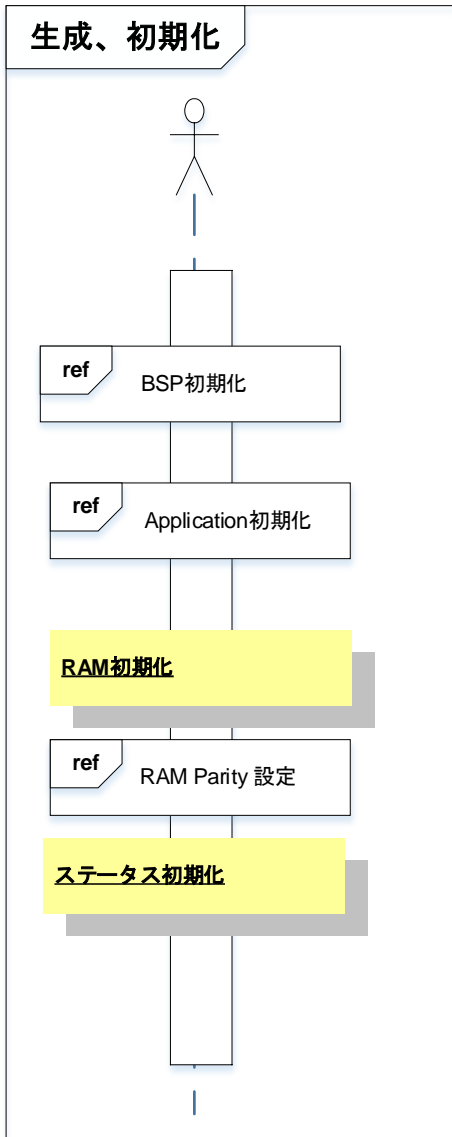 生成、初期化
ref
BSP初期化
ref
Application初期化
RAM初期化
ref
RAM Parity 設定
ステータス初期化